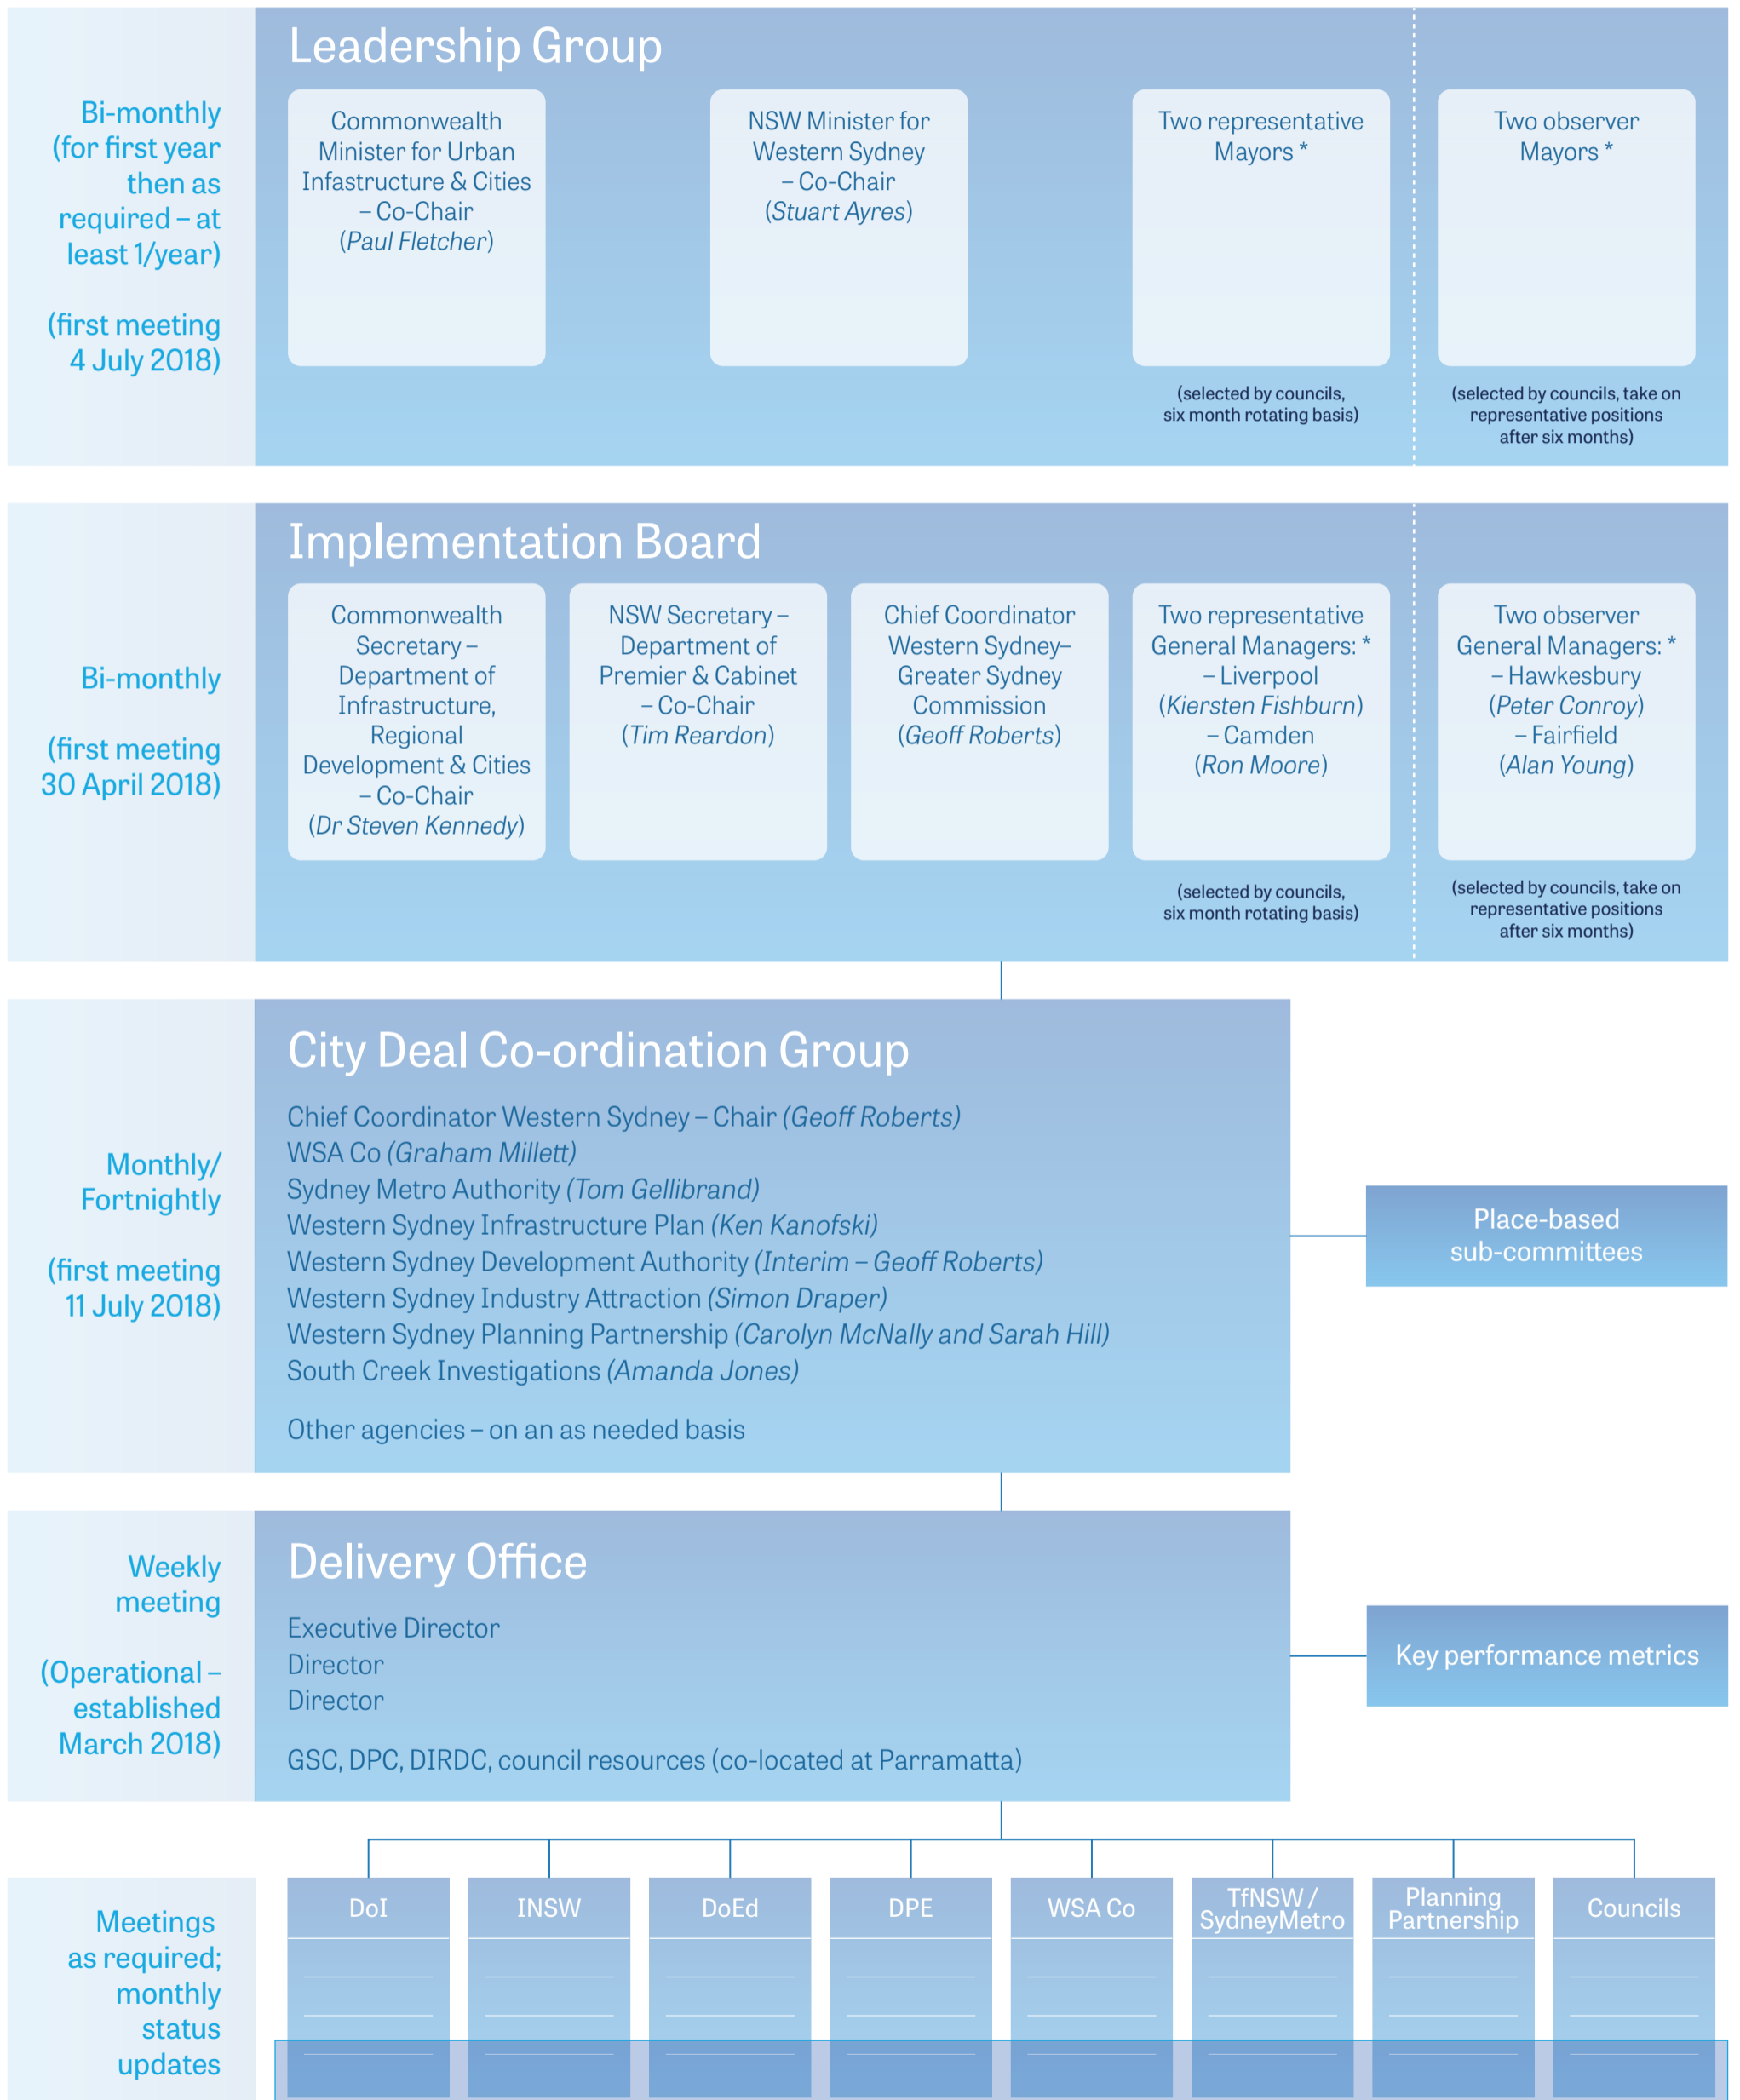 Leadership Group
Bi-monthly
(for first year
then as
required – at
least 1/year)
(first meeting
4 July 2018)
Commonwealth
Minister for Urban
Infastructure & Cities
– Co-Chair
(Paul Fletcher)
NSW Minister for
Western Sydney
– Co-Chair
(Stuart Ayres)
Two representative
Mayors *
(selected by councils,
six month rotating basis)
Two observer
Mayors *
(selected by councils, take on
representative positions
after six months)
Implementation Board
Bi-monthly
(first meeting
30 April 2018)
Commonwealth
Secretary –
Department of
Infrastructure,
Regional
Development & Cities
– Co-Chair
(Dr Steven Kennedy)
NSW Secretary –
Department of
Premier & Cabinet
– Co-Chair
(Tim Reardon)
Chief Coordinator
Western Sydney–
Greater Sydney
Commission
(Geoff Roberts)
Two representative
General Managers: *
– Liverpool
(Kiersten Fishburn)
– Camden
(Ron Moore)
(selected by councils,
six month rotating basis)
Two observer
General Managers: *
– Hawkesbury
(Peter Conroy)
– Fairfield
(Alan Young)
(selected by councils, take on
representative positions
after six months)
City Deal Co-ordination Group
Monthly/
Fortnightly
(first meeting
11 July 2018)
Chief Coordinator Western Sydney – Chair (Geoff Roberts)
WSA Co (Graham Millett)
Sydney Metro Authority (Tom Gellibrand)
Western Sydney Infrastructure Plan (Ken Kanofski)
Western Sydney Development Authority (Interim – Geoff Roberts)
Western Sydney Industry Attraction (Simon Draper)
Western Sydney Planning Partnership (Carolyn McNally and Sarah Hill)
South Creek Investigations (Amanda Jones)
Other agencies – on an as needed basis
Place-based
sub-committees
Delivery Office
Weekly
meeting
(Operational –
established
March 2018)
Executive Director
Director
Director
GSC, DPC, DIRDC, council resources (co-located at Parramatta)
Key performance metrics
Meetings
as required;
monthly
status
updates
DoI
INSW
DoEd
DPE
WSA Co
TfNSW /
SydneyMetro
Planning
Partnership
Councils